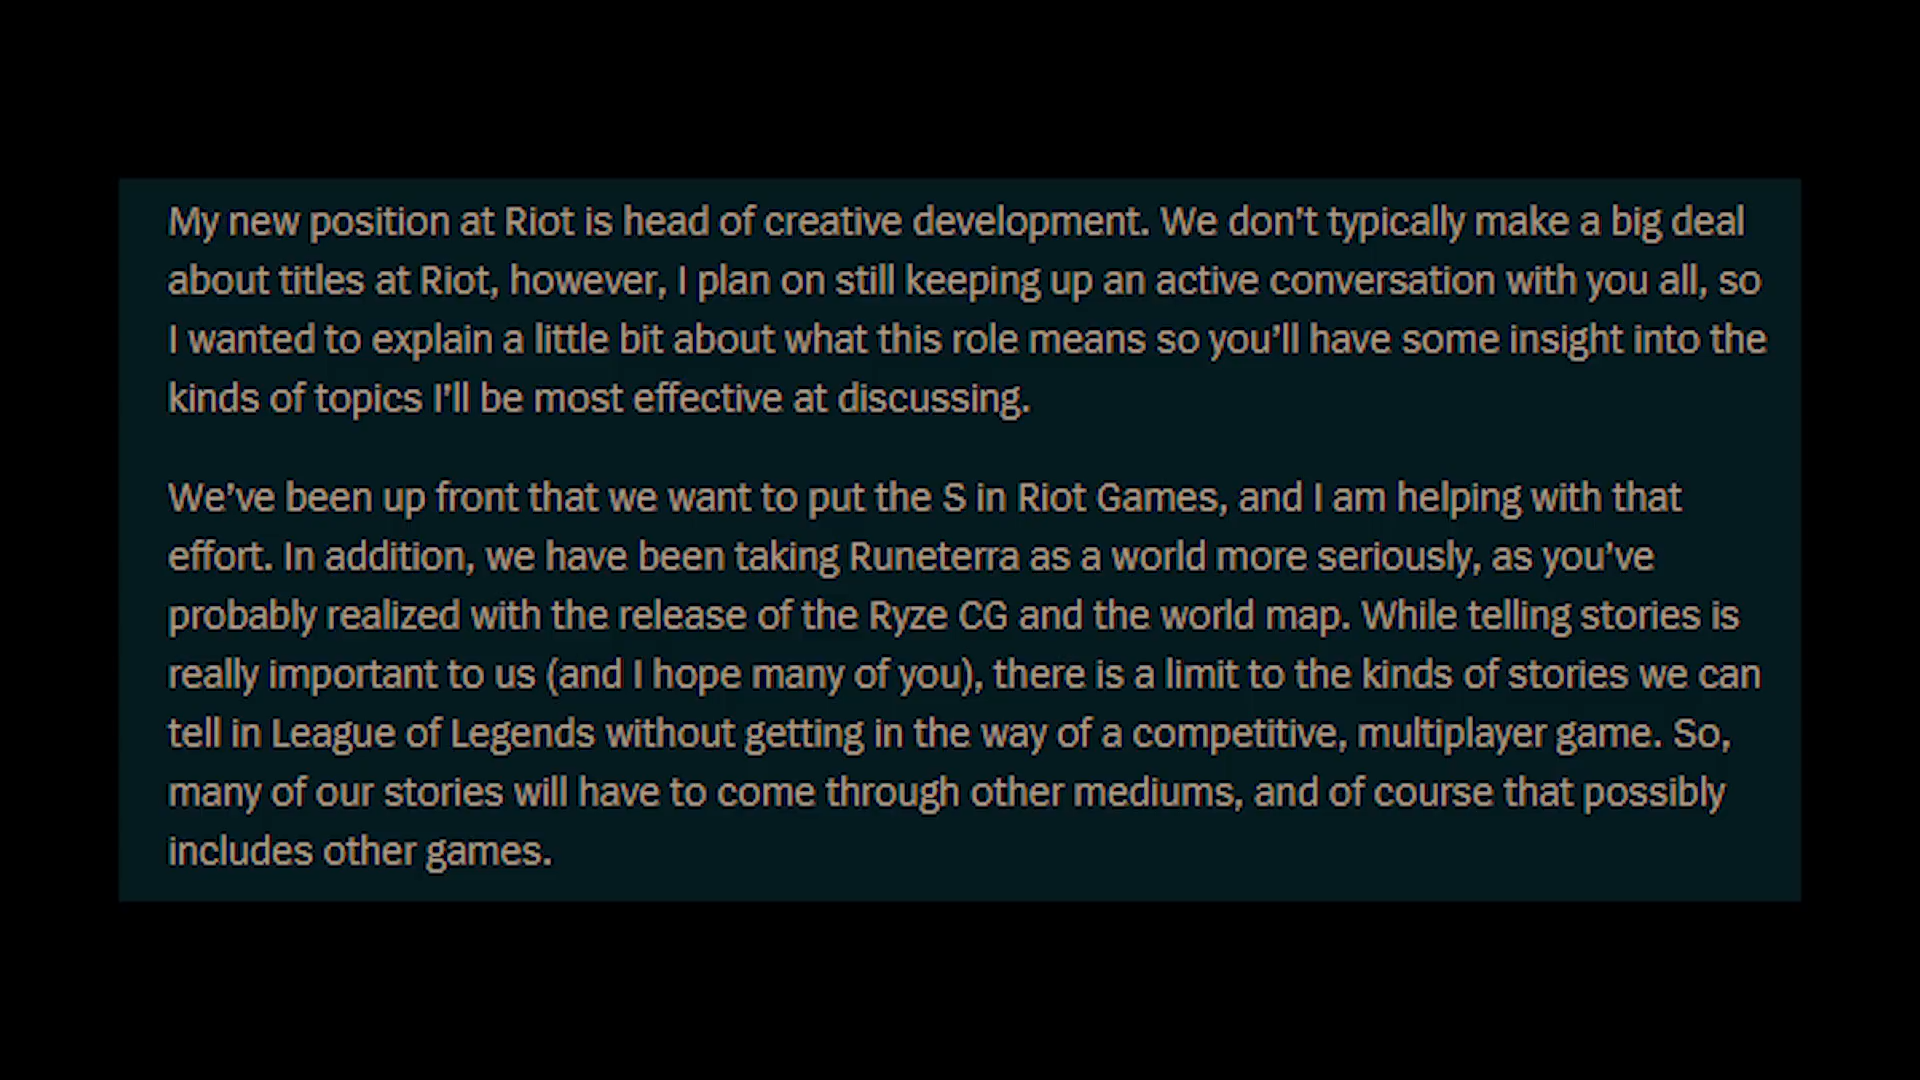 My new position at Riot is head of creative development. We don't typically make a big deal
about titles at Riot, however, I plan on still keeping up an active conversation with you all, so
I wanted to explain a little bit about what this role means so you’ll have some insight into the
kinds of topics I’ll be most effective at discussing.
We’ve been up front that we want to put the S in Riot Games, and I am helping with that
effort. In addition, we have been taking Runeterra as a world more seriously, as you’ve
probably realized with the release of the Ryze CG and the world map. While telling stories is
really important to us (and I hope many of you), there is a limit to the kinds of stories we can
tell in League of Legends without getting in the way of a competitive, multiplayer game. So,
many of our stories will have to come through other mediums, and of course that possibly
includes other games.